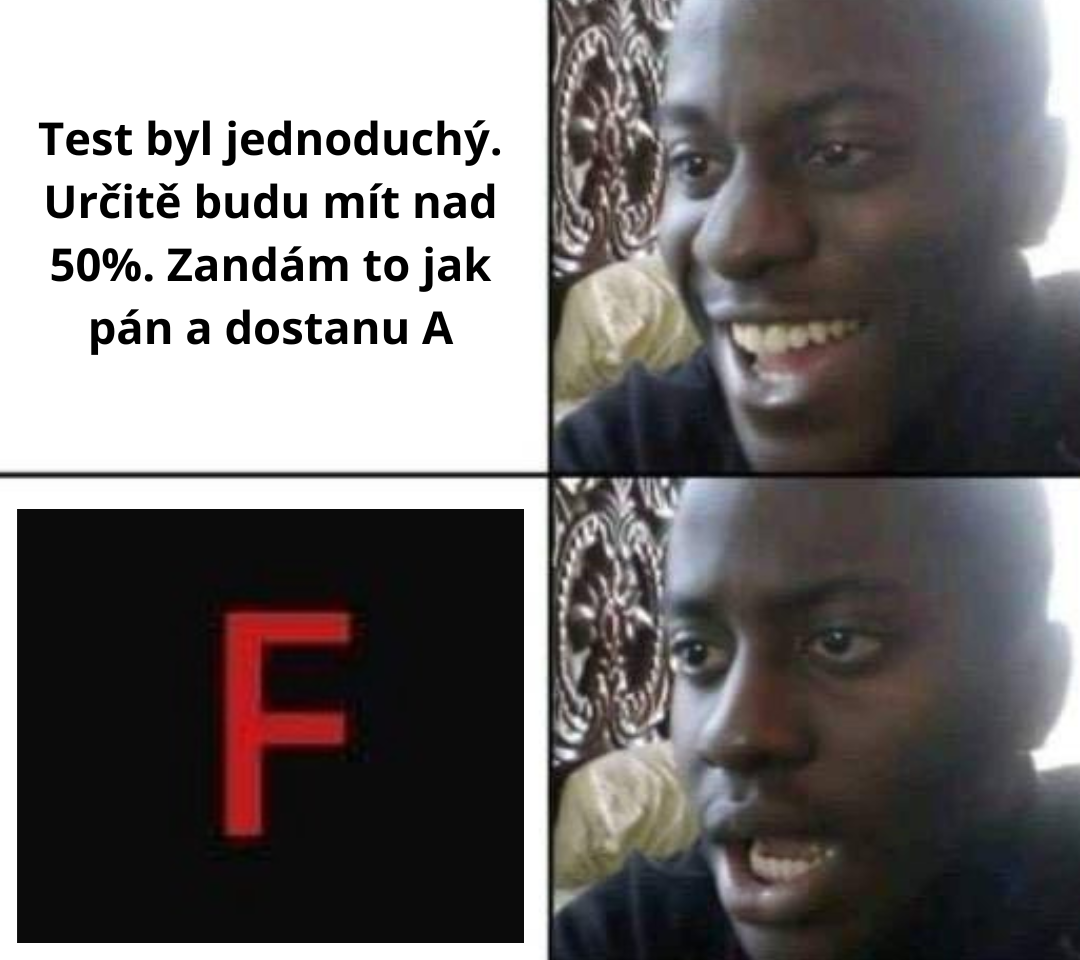 Test byl jednoduchý.
Určitě budu mít nad
50%. Zandám to jak
pán a dostanu A
F